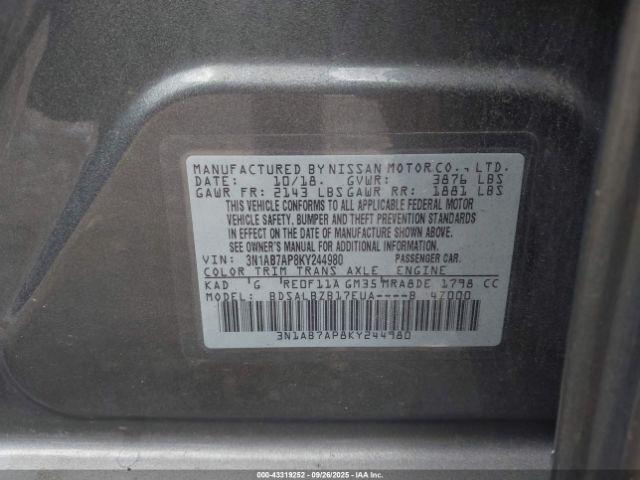 MANUFACTURED BY NISSAN MOTOR CO., LTD.
DATE: 10/18. GVWR: 3876 LBS
GAWR FR: 2143 LBS GAWR RR: 1881 LBS
THIS VEHICLE CONFORMS TO ALL APPLICABLE FEDERAL MOTOR
VEHICLE SAFETY, BUMPER AND THEFT PREVENTION STANDARDS
IN EFFECT ON THE DATE OF MANUFACTURE SHOWN ABOVE.
SEE OWNER'S MANUAL FOR ADDITIONAL INFORMATION.
VIN: 3N1AB7AP8KY244980 PASSENGER CAR.
COLOR TRIM TRANS AXLE ENGINE
KAD G RE0F11A GM35 MRA8DE 1798 CC
MODEL BDSALBZB17EUA----B 47000
3N1AB7AP8KY244980
000-43319252 - 09/26/2025 - © IAA Holdings, LLC